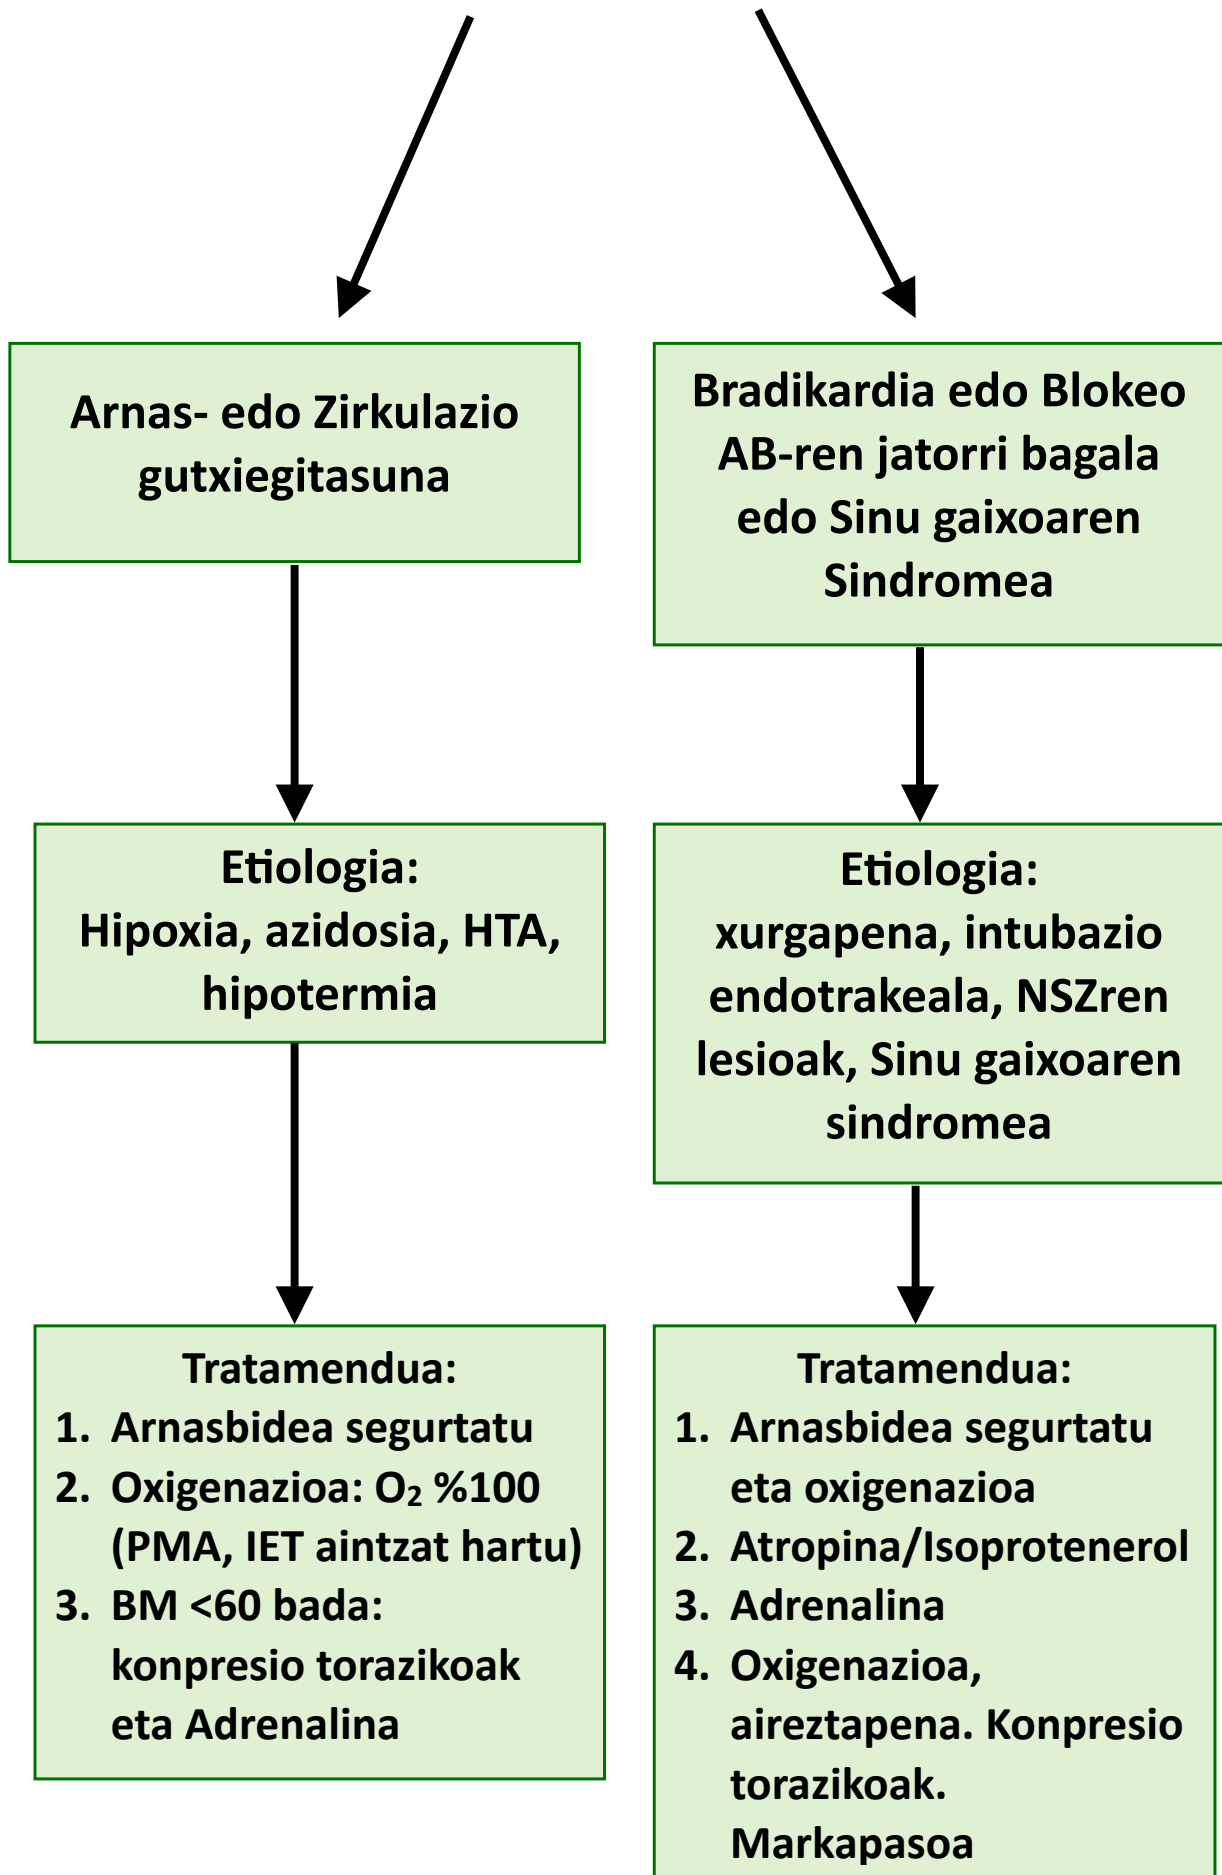 Arnas- edo Zirkulazio
gutxiegitasuna
Bradikardia edo Blokeo
AB-ren jatorri bagala
edo Sinu gaixoaren
Sindromea
Etiologia:
Hipoxia, azidosia, HTA,
hipotermia
Etiologia:
xurgapena, intubazio
endotrakeala, NSZren
lesioak, Sinu gaixoaren
sindromea
Tratamendua:
1. Arnasbidea segurtatu
2. Oxigenazioa: O₂ %100
(PMA, IET aintzat hartu)
3. BM <60 bada:
konpresio torazikoak
eta Adrenalina
Tratamendua:
1. Arnasbidea segurtatu
eta oxigenazioa
2. Atropina/Isoprotenerol
3. Adrenalina
4. Oxigenazioa,
aireztapena. Konpresio
torazikoak.
Markapasoa